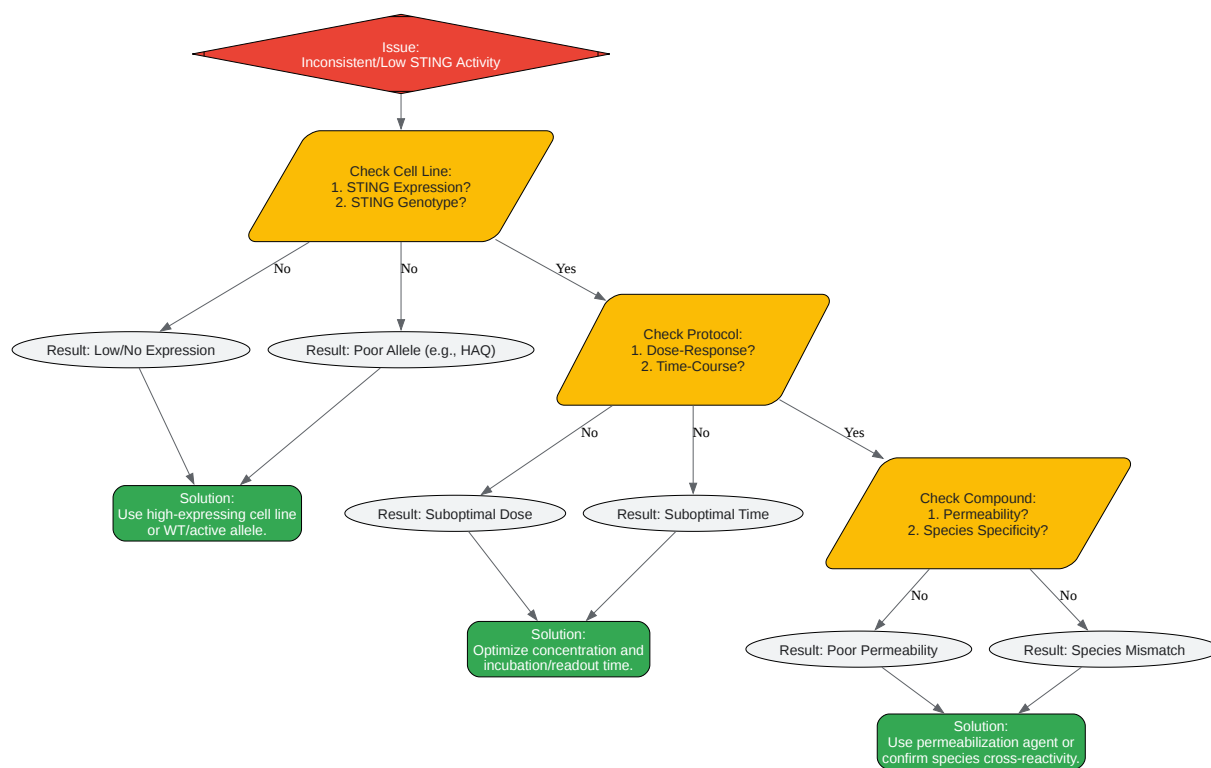 Issue:
Inconsistent/Low STING Activity
Check Cell Line:
1. STING Expression?
2. STING Genotype?
No
No
Yes
Result: Low/No Expression
Result: Poor Allele (e.g., HAQ)
Check Protocol:
1. Dose-Response?
2. Time-Course?
No
No
Yes
Solution:
Use high-expressing cell line
or WT/active allele.
Result: Suboptimal Dose
Result: Suboptimal Time
Check Compound:
1. Permeability?
2. Species Specificity?
No
No
Solution:
Optimize concentration and
incubation/readout time.
Result: Poor Permeability
Result: Species Mismatch
Solution:
Use permeabilization agent or
confirm species cross-reactivity.